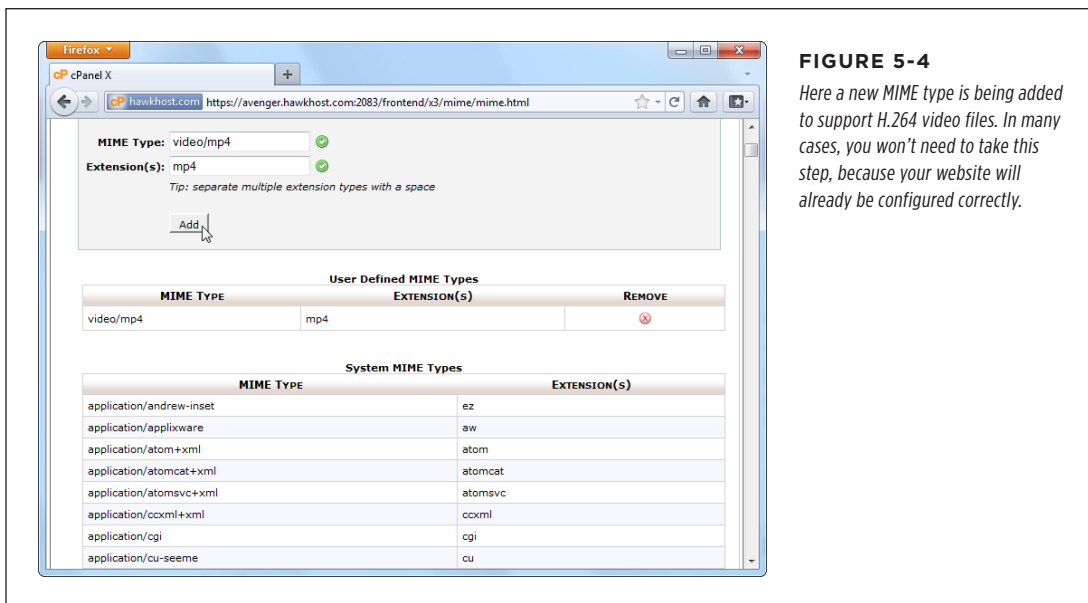 Firefox
cP cPanel X
+
cP hawkhost.com https://avenger.hawkhost.com:2083/frontend/x3/mime/mime.html
MIME Type: video/mp4
Extension(s): mp4
Tip: separate multiple extension types with a space
Add
User Defined MIME Types
MIME TYPE EXTENSION(S) REMOVE
video/mp4 mp4
System MIME Types
MIME TYPE EXTENSION(S)
application/andrew-inset ez
application/applixware aw
application/atom+xml atom
application/atomcat+xml atomcat
application/atomsvc+xml atomsvc
application/ccxml+xml ccxml
application/cgi cgi
application/cu-seeme cu
FIGURE 5-4
Here a new MIME type is being added
to support H.264 video files. In many
cases, you won’t need to take this
step, because your website will
already be configured correctly.